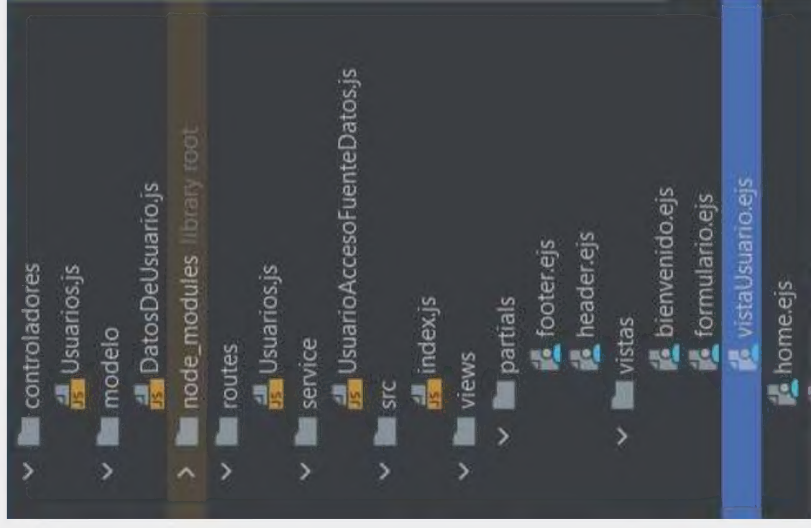 controladores
Usuarios.js
modelo
DatosDeUsuario.js
node_modules library root
routes
Usuarios.js
service
UsuarioAccesoFuenteDatos.js
src
index.js
views
partials
footer.ejs
header.ejs
vistas
bienvenido.ejs
formulario.ejs
vistaUsuario.ejs
home.ejs